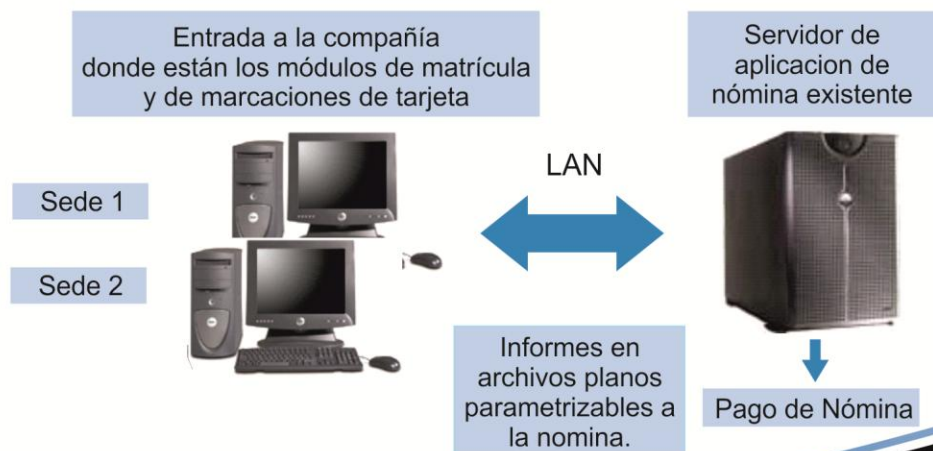 Entrada a la compañía
donde están los módulos de matrícula
y de marcaciones de tarjeta
Servidor de
aplicacion de
nómina existente
LAN
Sede 1
Sede 2
Informes en
archivos planos
parametrizables a
la nomina.
Pago de Nómina